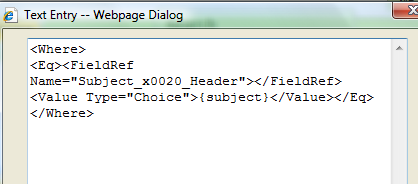 Text Entry -- Webpage Dialog
<Where>
<Eq><FieldRef
Name="Subject_x0020_Header"></FieldRef>
<Value Type="Choice">{subject}</Value></Eq>
</Where>